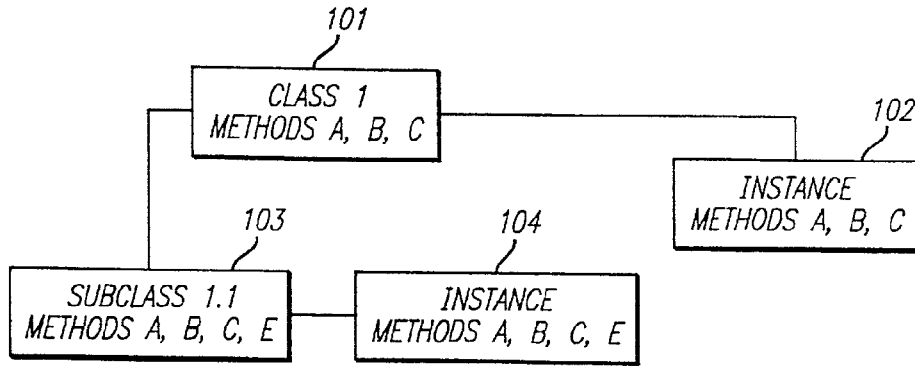 101
CLASS 1
METHODS A, B, C
102
INSTANCE
METHODS A, B, C
103
SUBCLASS 1.1
METHODS A, B, C, E
104
INSTANCE
METHODS A, B, C, E